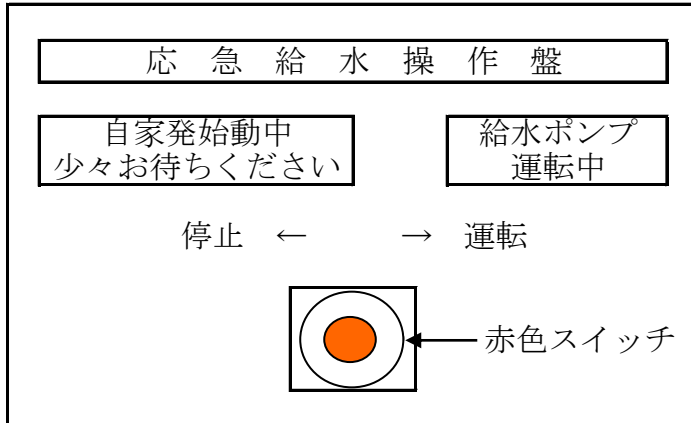 応急給水操作盤
自家発始動中
少々お待ちください
給水ポンプ
運転中
停止 ← → 運転
赤色スイッチ